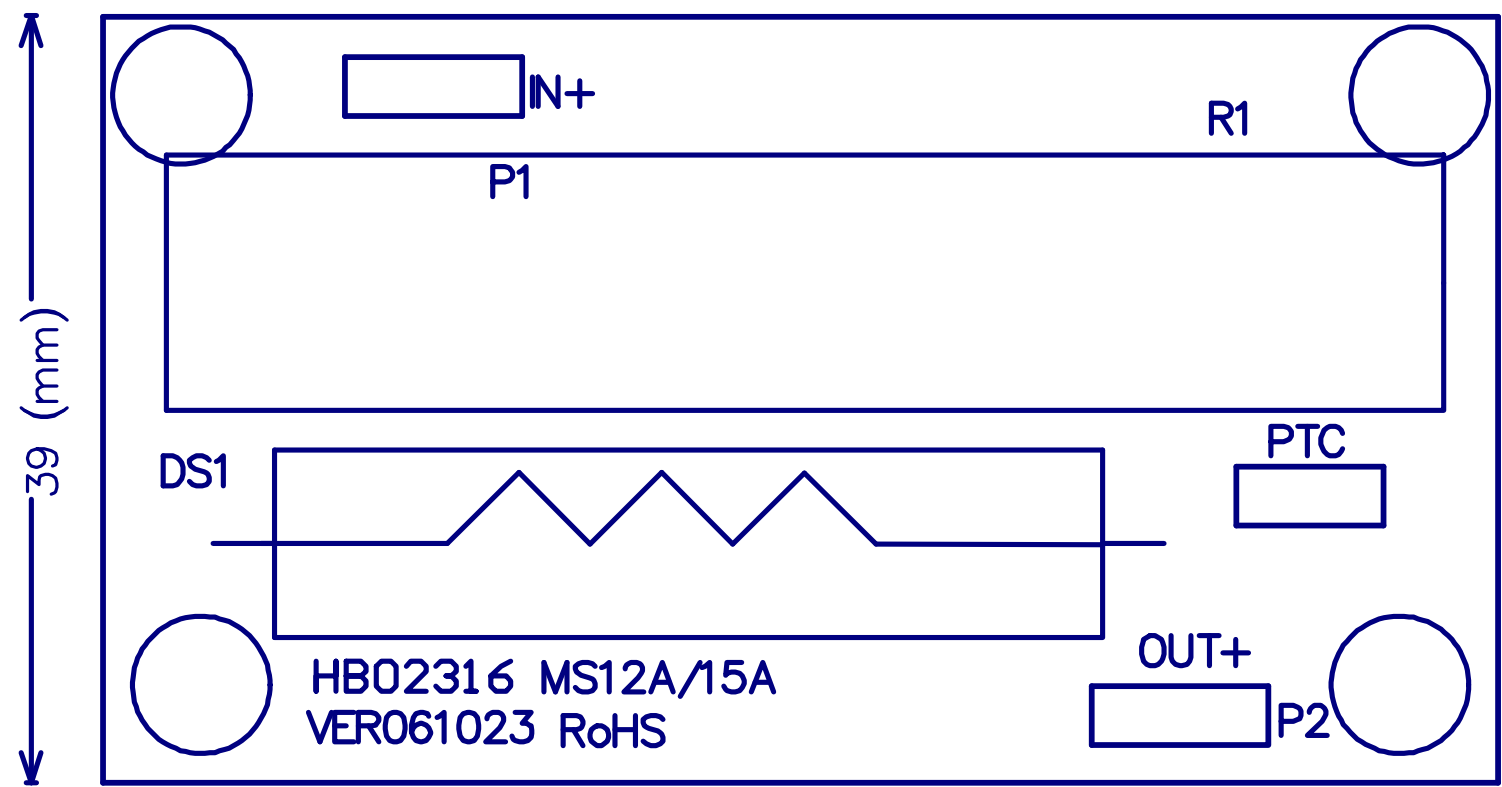 IN+
R1
P1
39 (mm)
PTC
DS1
OUT+
HB02316 MS12A/15A
P2
VER061023 RoHS